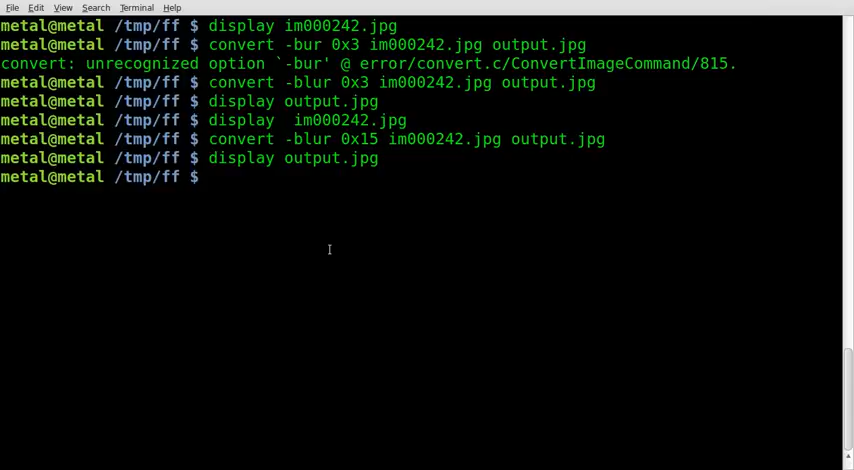 File Edit View Search Terminal Help
metal@metal /tmp/ff $ display im000242.jpg
metal@metal /tmp/ff $ convert -bur 0x3 im000242.jpg output.jpg
convert: unrecognized option `-bur' @ error/convert.c/ConvertImageCommand/815.
metal@metal /tmp/ff $ convert -blur 0x3 im000242.jpg output.jpg
metal@metal /tmp/ff $ display output.jpg
metal@metal /tmp/ff $ display  im000242.jpg
metal@metal /tmp/ff $ convert -blur 0x15 im000242.jpg output.jpg
metal@metal /tmp/ff $ display output.jpg
metal@metal /tmp/ff $